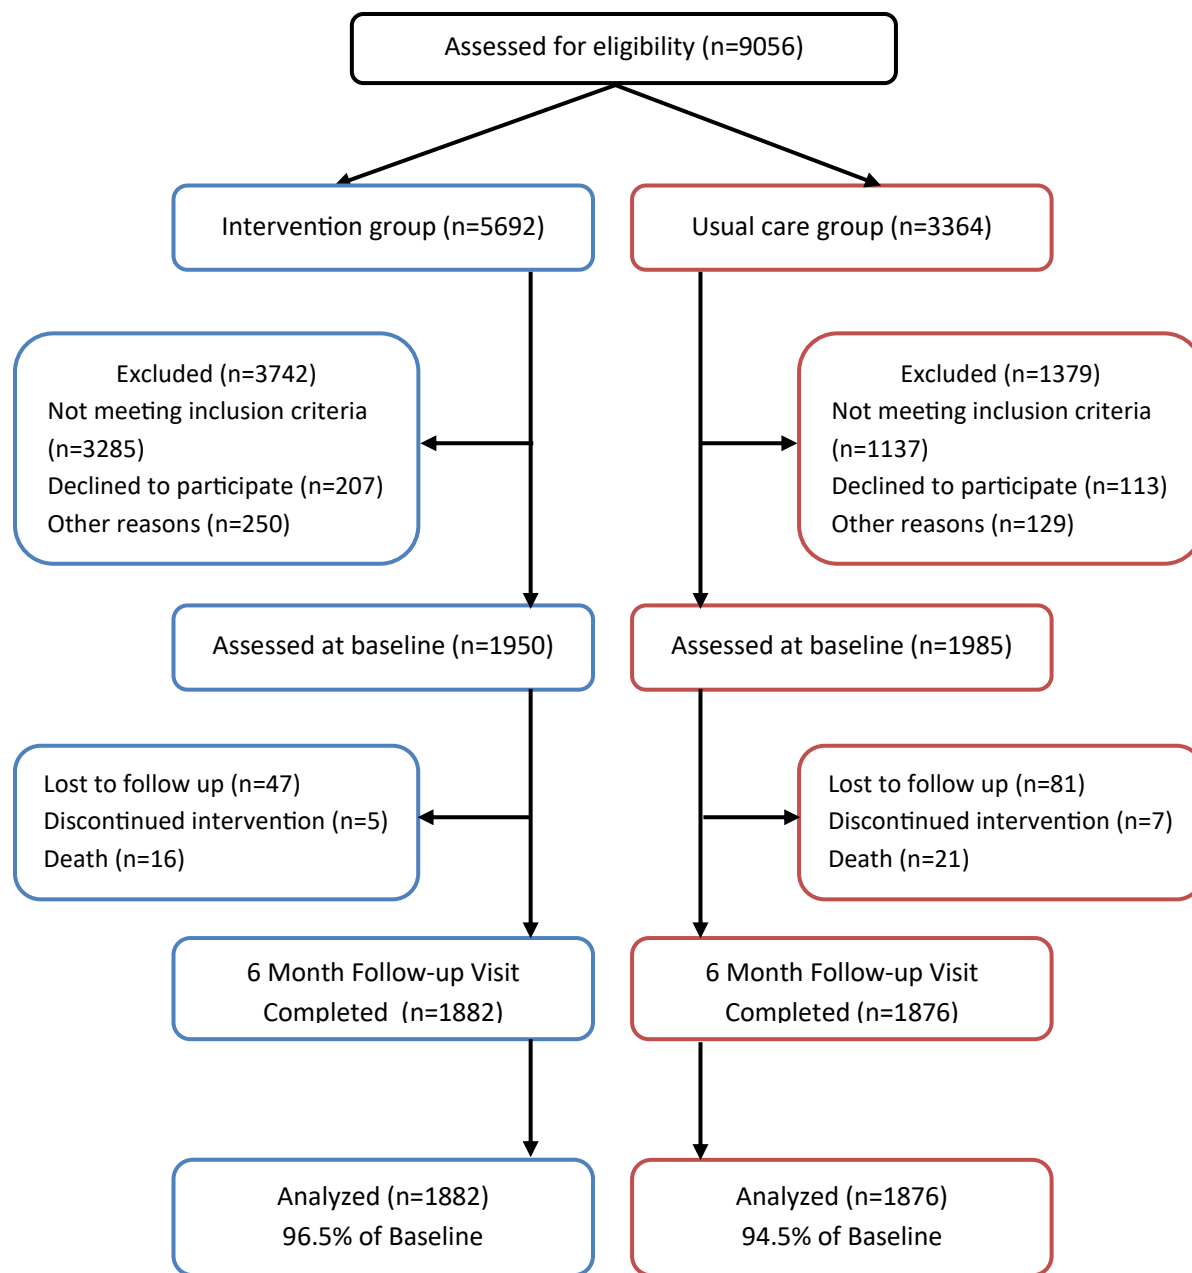 Assessed for eligibility (n=9056)
Intervention group (n=5692)
Usual care group (n=3364)
Excluded (n=3742)
Not meeting inclusion criteria
(n=3285)
Declined to participate (n=207)
Other reasons (n=250)
Excluded (n=1379)
Not meeting inclusion criteria
(n=1137)
Declined to participate (n=113)
Other reasons (n=129)
Assessed at baseline (n=1950)
Assessed at baseline (n=1985)
Lost to follow up (n=47)
Discontinued intervention (n=5)
Death (n=16)
Lost to follow up (n=81)
Discontinued intervention (n=7)
Death (n=21)
6 Month Follow-up Visit
Completed (n=1882)
6 Month Follow-up Visit
Completed (n=1876)
Analyzed (n=1882)
96.5% of Baseline
Analyzed (n=1876)
94.5% of Baseline